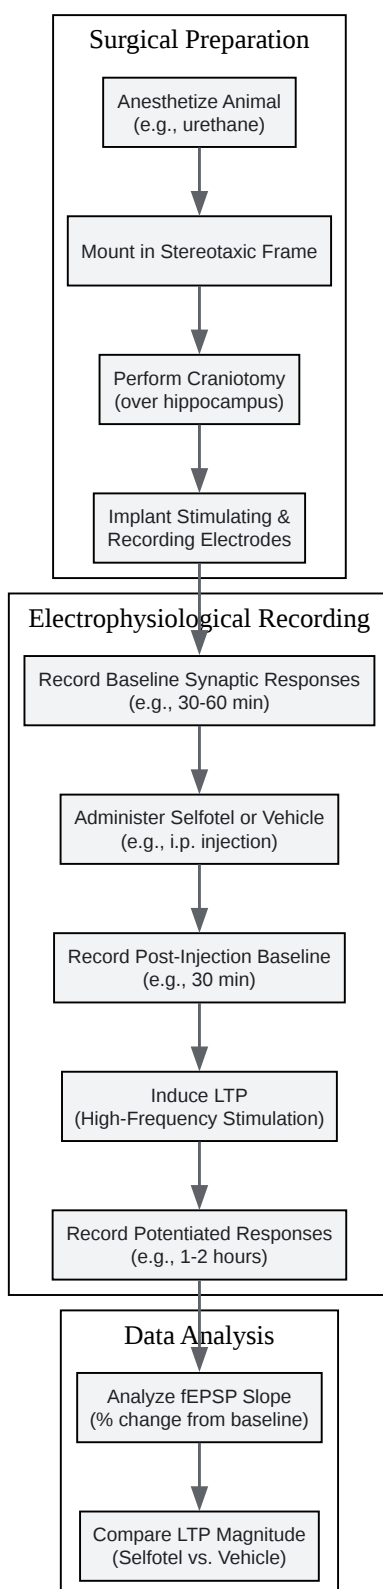 Surgical Preparation
Anesthetize Animal
(e.g., urethane)
Mount in Stereotaxic Frame
Perform Craniotomy
(over hippocampus)
Implant Stimulating &
Recording Electrodes
Electrophysiological Recording
Record Baseline Synaptic Responses
(e.g., 30-60 min)
Administer Selfotel or Vehicle
(e.g., i.p. injection)
Record Post-Injection Baseline
(e.g., 30 min)
Induce LTP
(High-Frequency Stimulation)
Record Potentiated Responses
(e.g., 1-2 hours)
Data Analysis
Analyze fEPSP Slope
(% change from baseline)
Compare LTP Magnitude
(Selfotel vs. Vehicle)